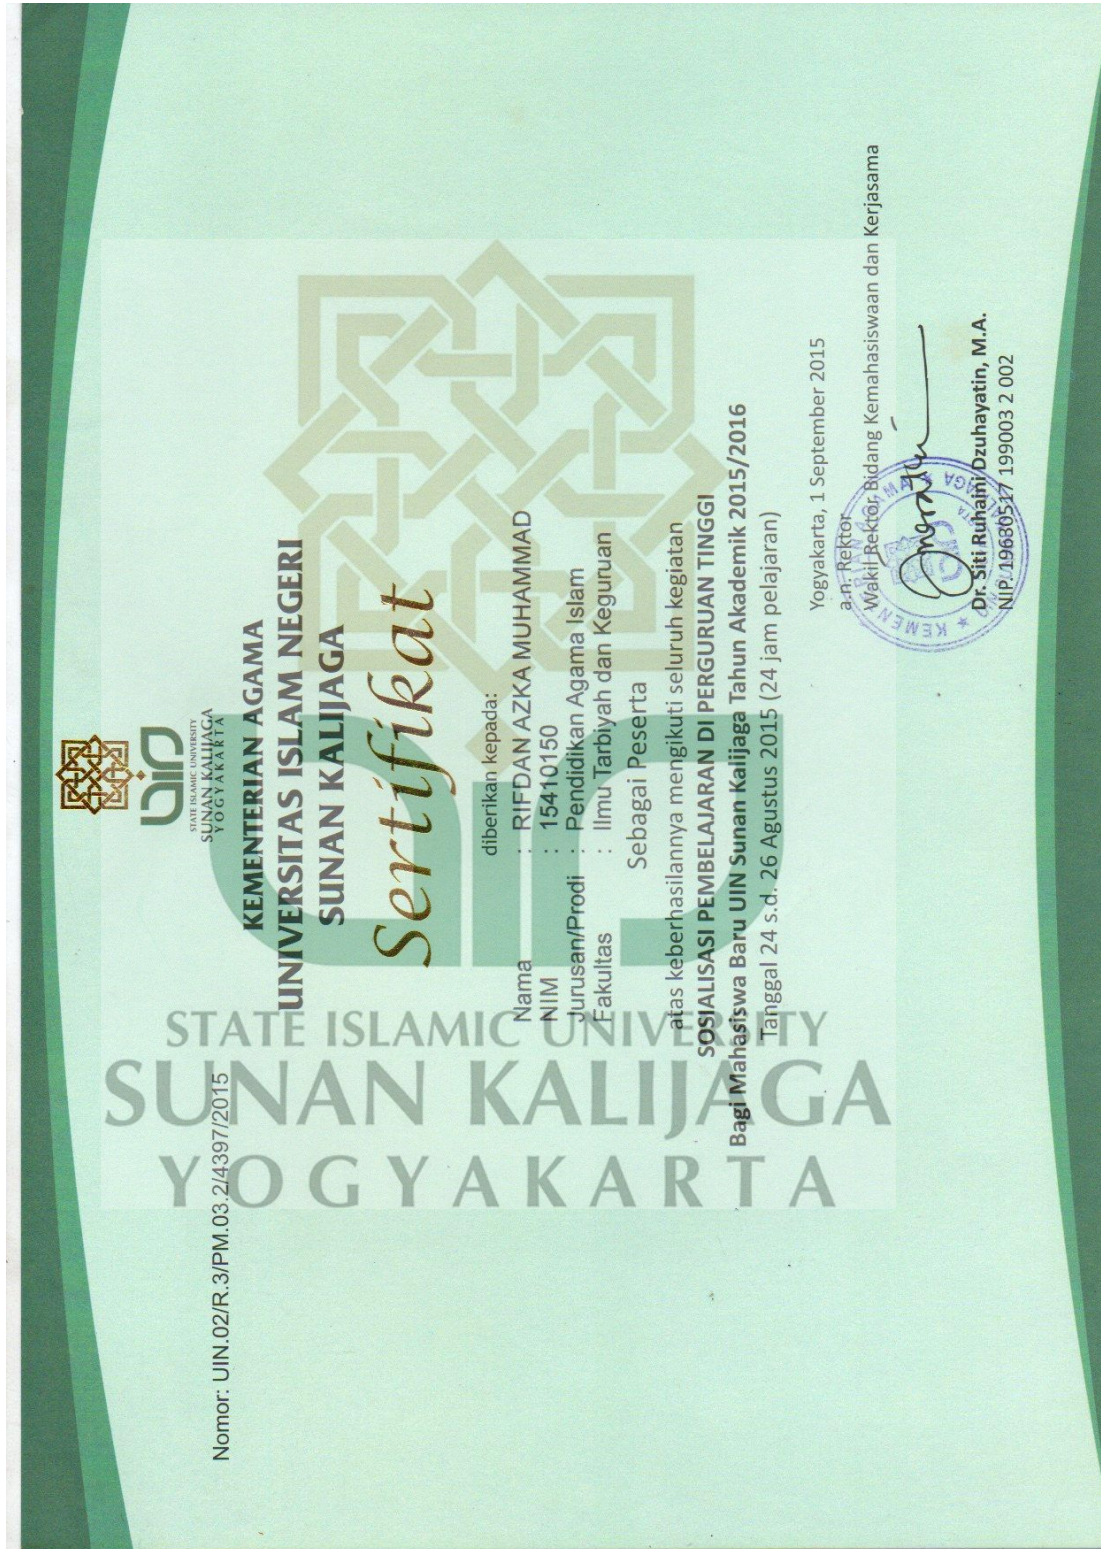 UIN
STATE ISLAMIC UNIVERSITY
SUNAN KALIJAGA
YOGYAKARTA
Nomor: UIN.02/R.3/PM.03.2/4397/2015
KEMENTERIAN AGAMA
UNIVERSITAS ISLAM NEGERI
SUNAN KALIJAGA
Sertifikat
diberikan kepada:
Nama : RIFDAN AZKA MUHAMMAD
NIM : 15410150
Jurusan/Prodi : Pendidikan Agama Islam
Fakultas : Ilmu Tarbiyah dan Keguruan
Sebagai Peserta
atas keberhasilannya mengikuti seluruh kegiatan
SOSIALISASI PEMBELAJARAN DI PERGURUAN TINGGI
Bagi Mahasiswa Baru UIN Sunan Kalijaga Tahun Akademik 2015/2016
Tanggal 24 s.d. 26 Agustus 2015 (24 jam pelajaran)
Yogyakarta, 1 September 2015
a.n. Rektor
Wakil Rektor Bidang Kemahasiswaan dan Kerjasama
Dr. Siti Ruhaini Dzuhayatin, M.A.
NIP. 19630517 199003 2 002
UIN
STATE ISLAMIC UNIVERSITY
SUNAN KALIJAGA
YOGYAKARTA